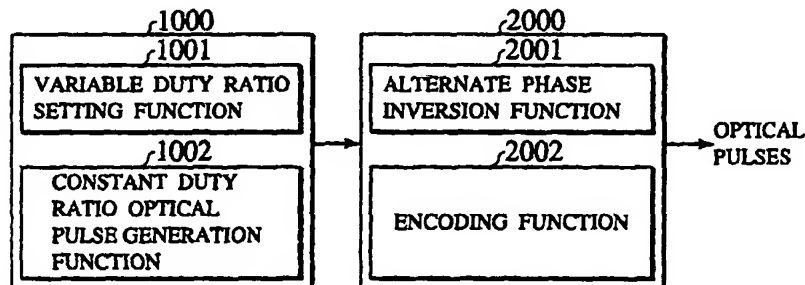 1000
1001
VARIABLE DUTY RATIO
SETTING FUNCTION
1002
CONSTANT DUTY
RATIO OPTICAL
PULSE GENERATION
FUNCTION
2000
2001
ALTERNATE PHASE
INVERSION FUNCTION
2002
ENCODING FUNCTION
OPTICAL
PULSES